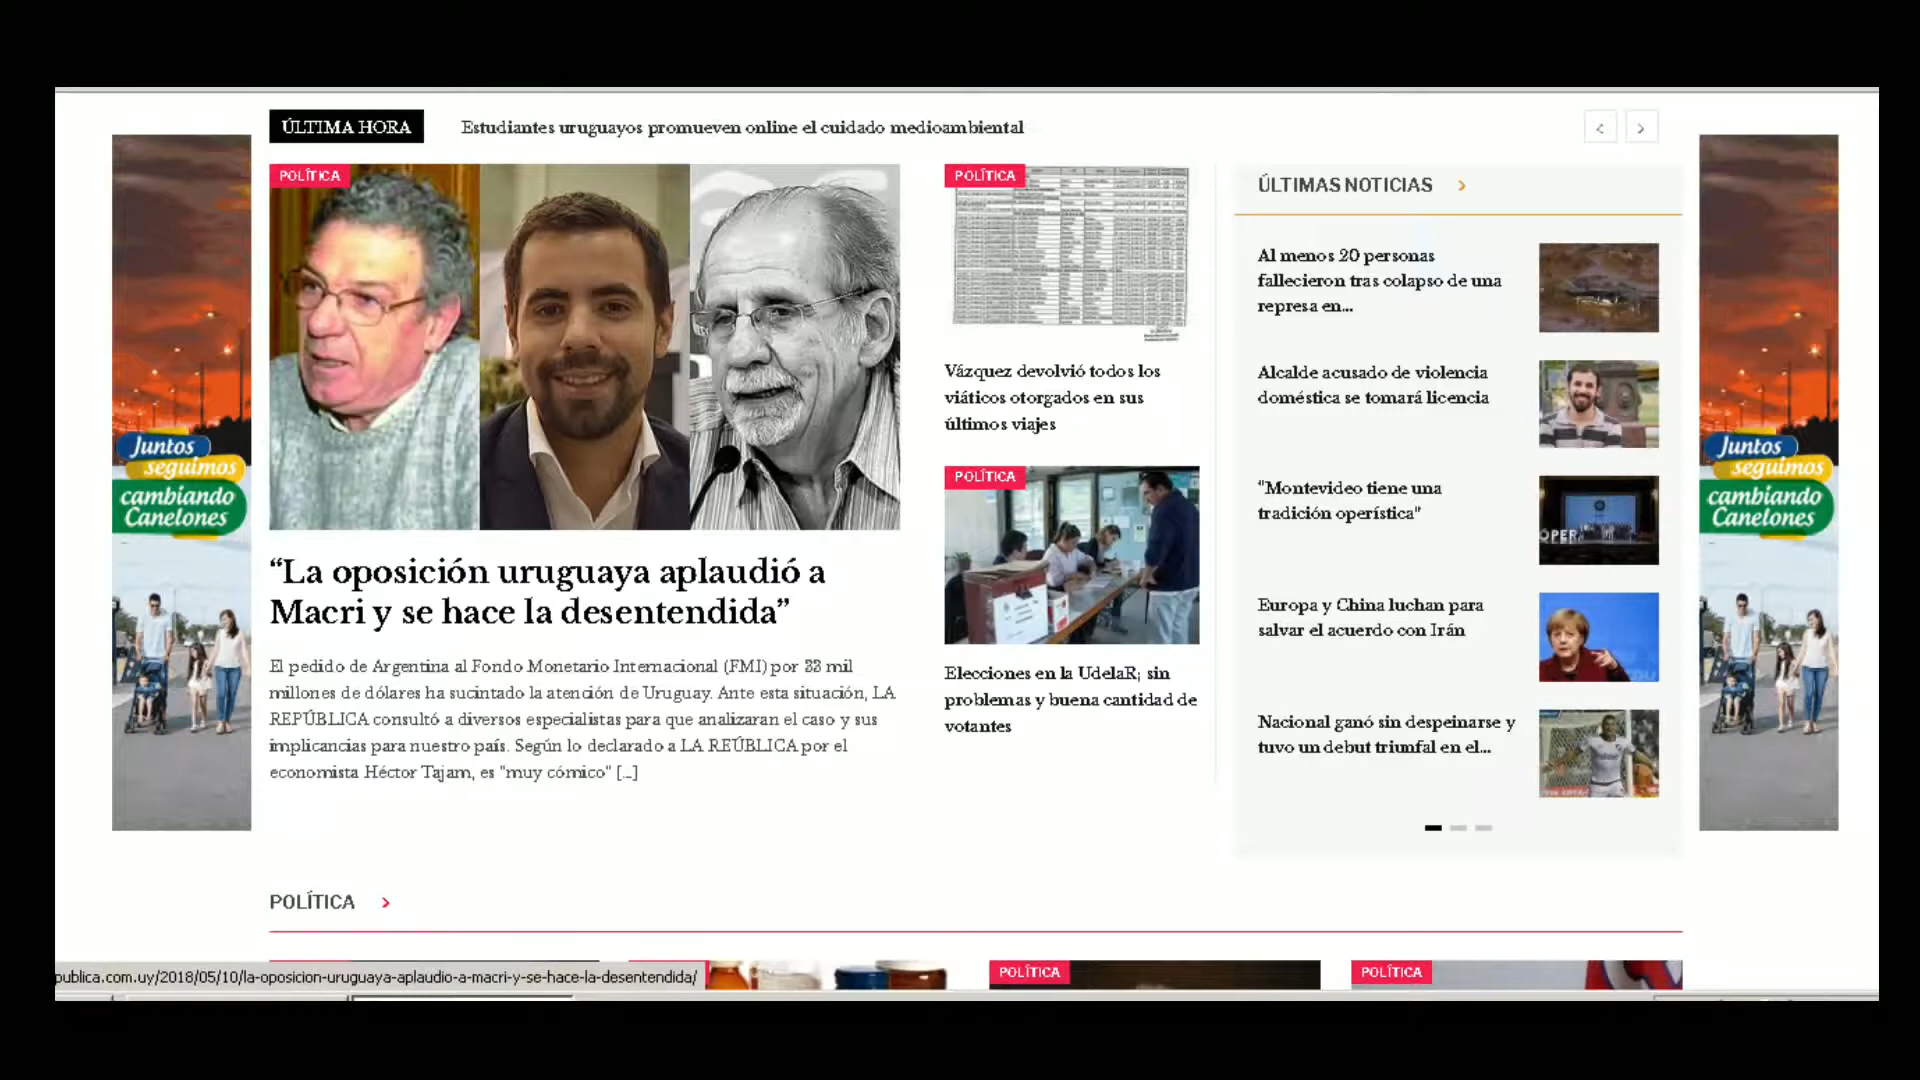 ÚLTIMA HORA
Estudiantes uruguayos promueven online el cuidado medioambiental
POLÍTICA
“La oposición uruguaya aplaudió a
Macri y se hace la desentendida”
El pedido de Argentina al Fondo Monetario Internacional (FMI) por 33 mil
millones de dólares ha sucintado la atención de Uruguay. Ante esta situación, LA
REPÚBLICA consultó a diversos especialistas para que analizaran el caso y sus
implicancias para nuestro país. Según lo declarado a LA REÚBLICA por el
economista Héctor Tajam, es "muy cómico" [...]
POLÍTICA
Vázquez devolvió todos los
viáticos otorgados en sus
últimos viajes
POLÍTICA
Elecciones en la UdelaR; sin
problemas y buena cantidad de
votantes
ÚLTIMAS NOTICIAS
Al menos 20 personas
fallecieron tras colapso de una
represa en...
Alcalde acusado de violencia
doméstica se tomará licencia
"Montevideo tiene una
tradición operística"
ÓPER
Europa y China luchan para
salvar el acuerdo con Irán
Nacional ganó sin despeinarse y
tuvo un debut triunfal en el...
Juntos
seguimos
cambiando
Canelones
Juntos
seguimos
cambiando
Canelones
POLÍTICA
POLÍTICA
POLÍTICA
publica.com.uy/2018/05/10/la-oposicion-uruguaya-aplaudio-a-macri-y-se-hace-la-desentendida/